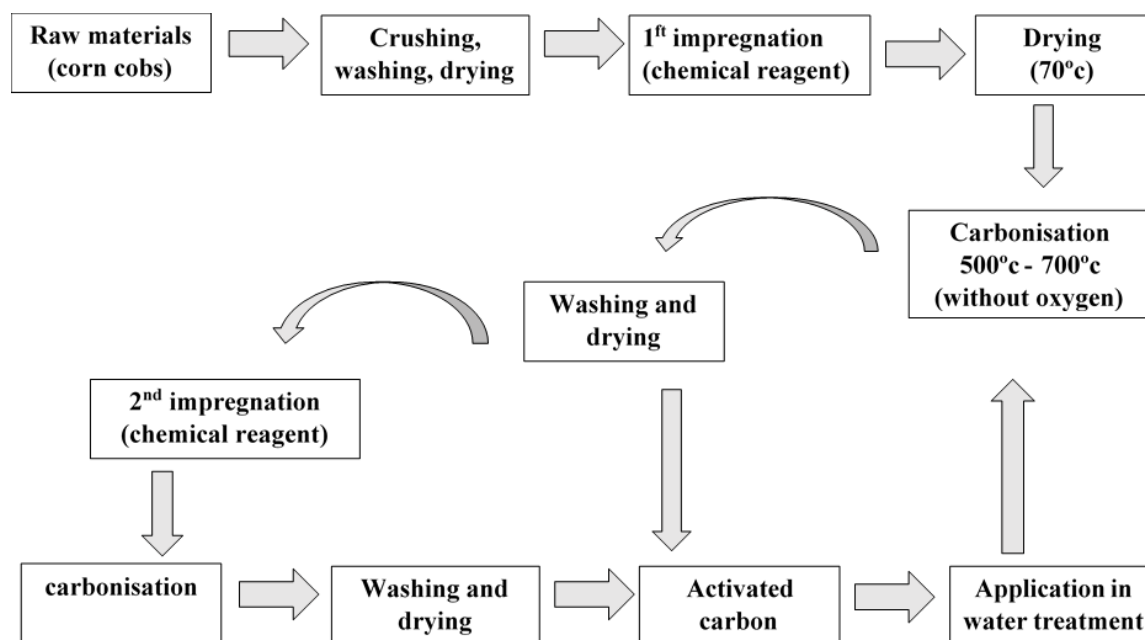 Raw materials
(corn cobs)
Crushing,
washing, drying
1ft impregnation
(chemical reagent)
Drying
(70ºc)
Carbonisation
500ºc - 700ºc
(without oxygen)
Washing and
drying
2nd impregnation
(chemical reagent)
carbonisation
Washing and
drying
Activated
carbon
Application in
water treatment